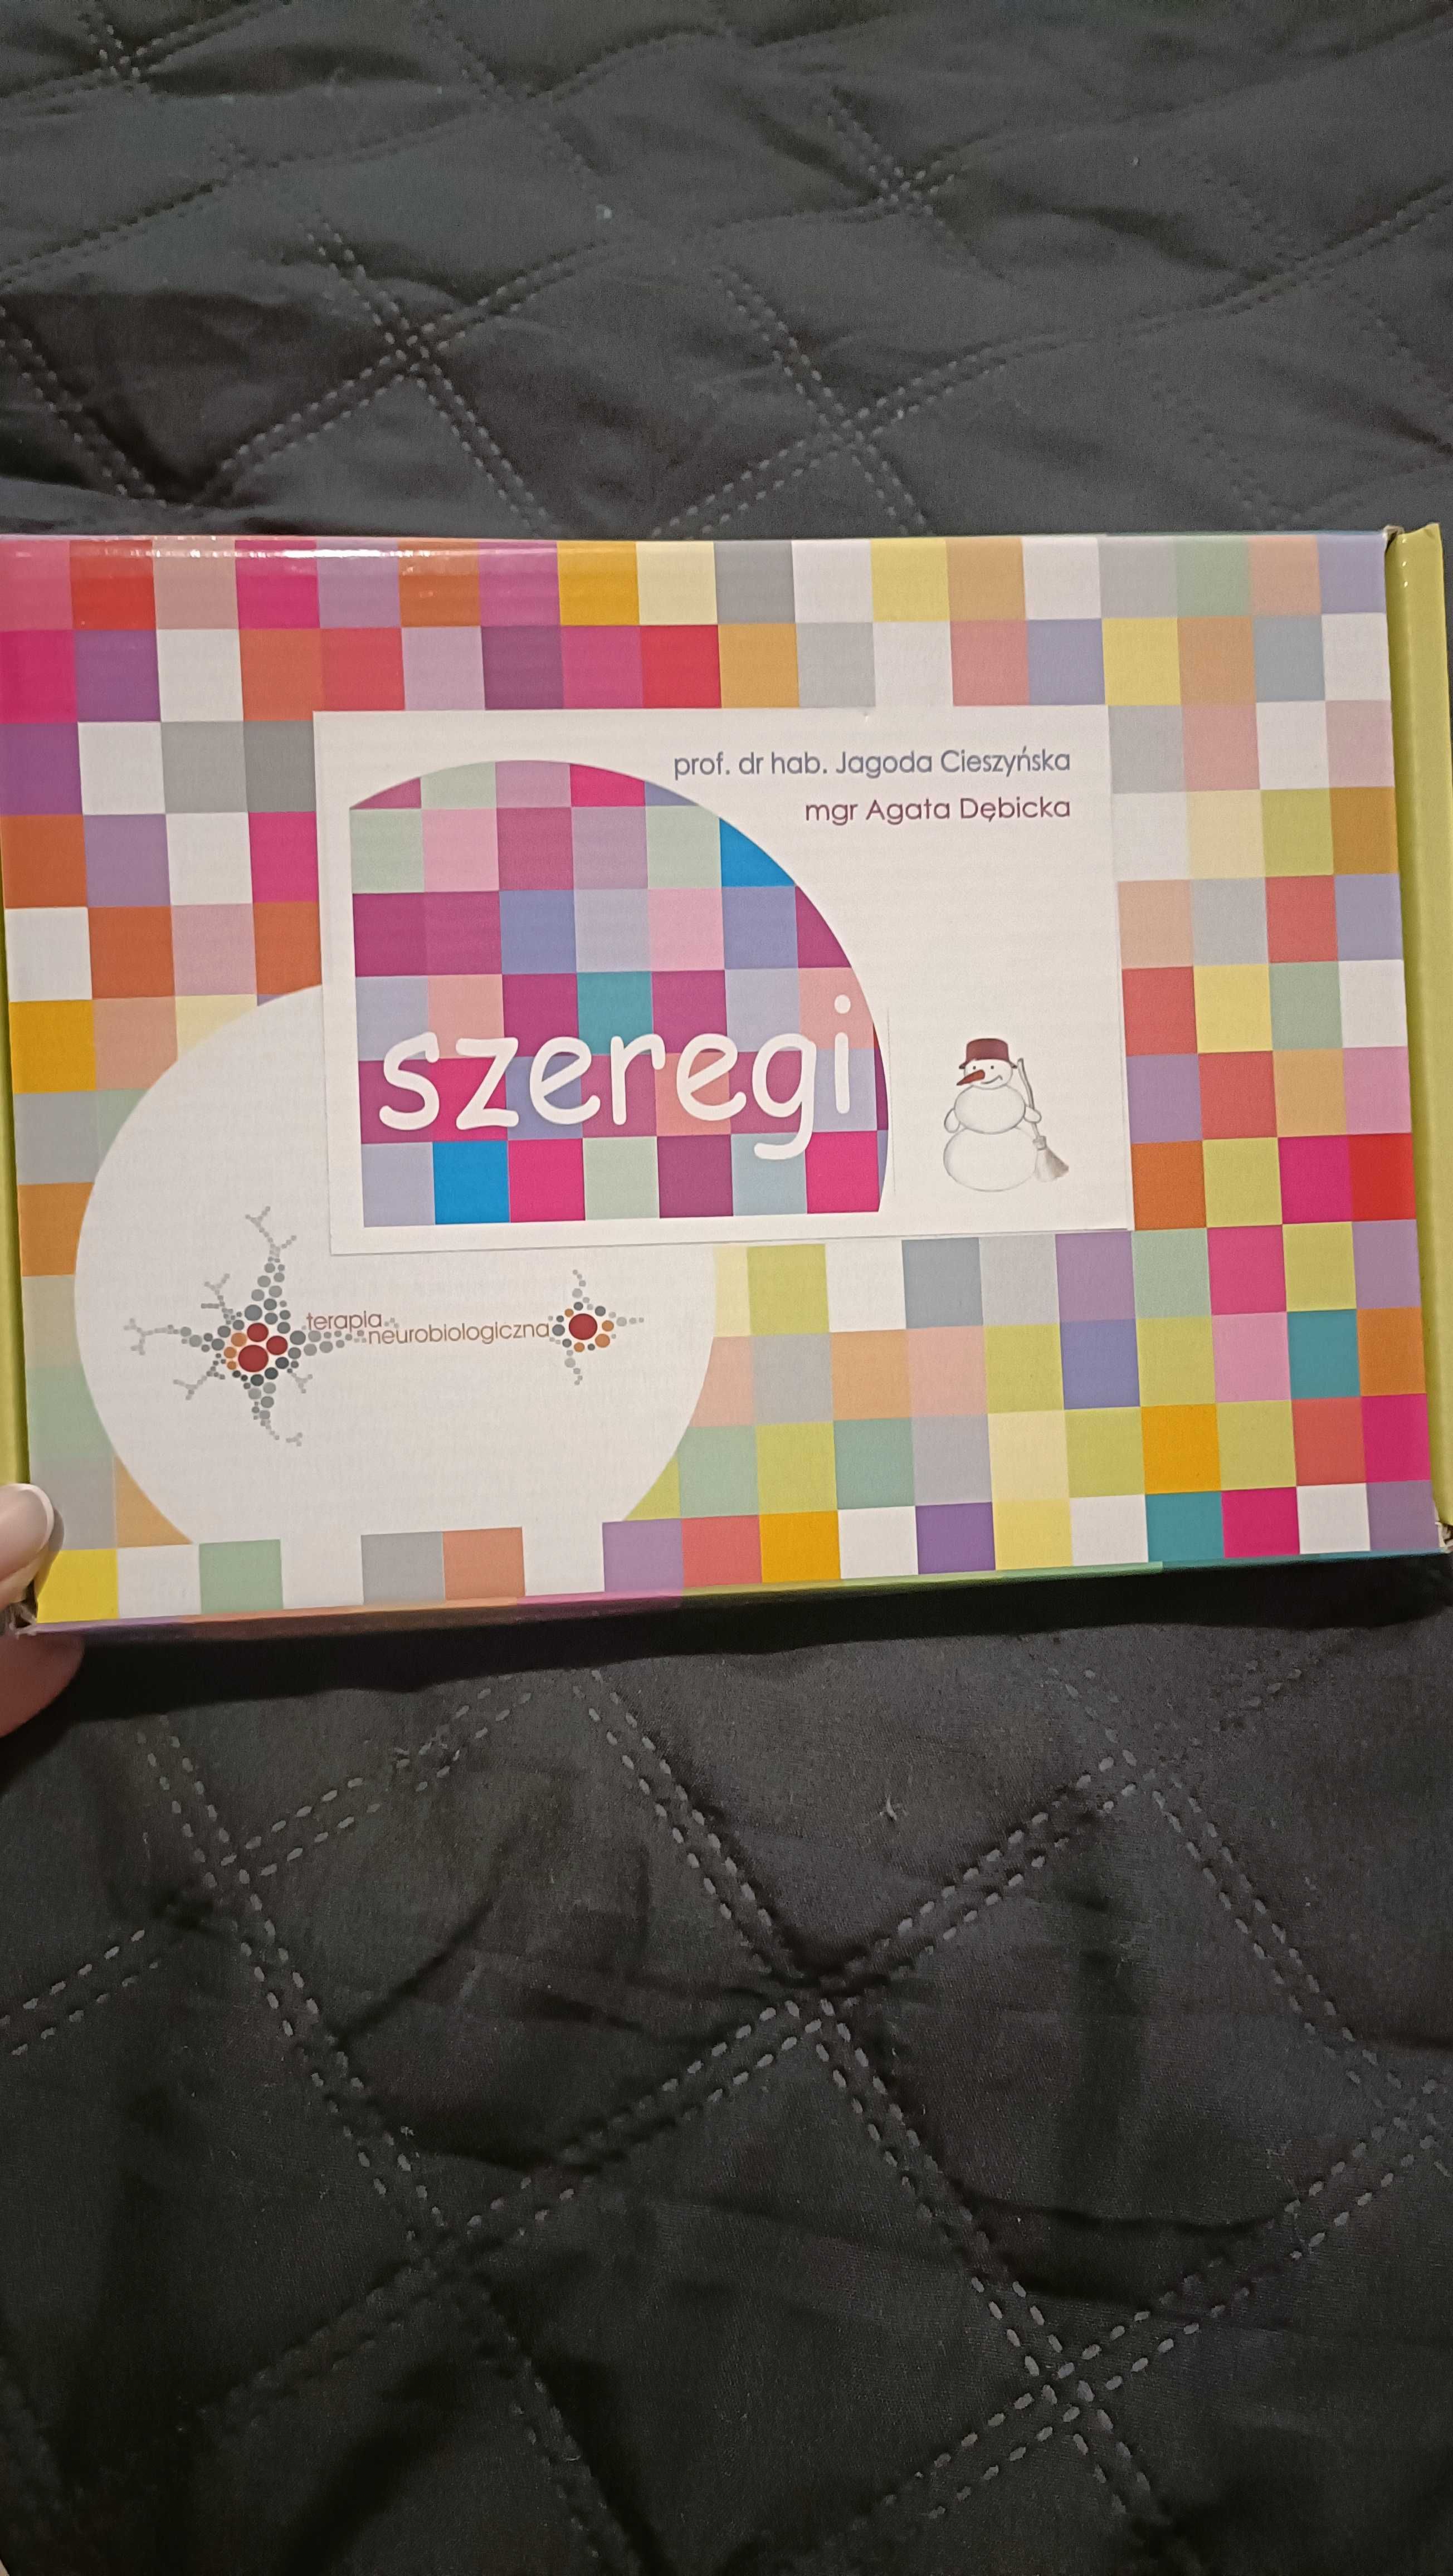 prof. dr hab. Jagoda Cieszyńska
mgr Agata Dębicka
szeregi
terapia
neurobiologiczna